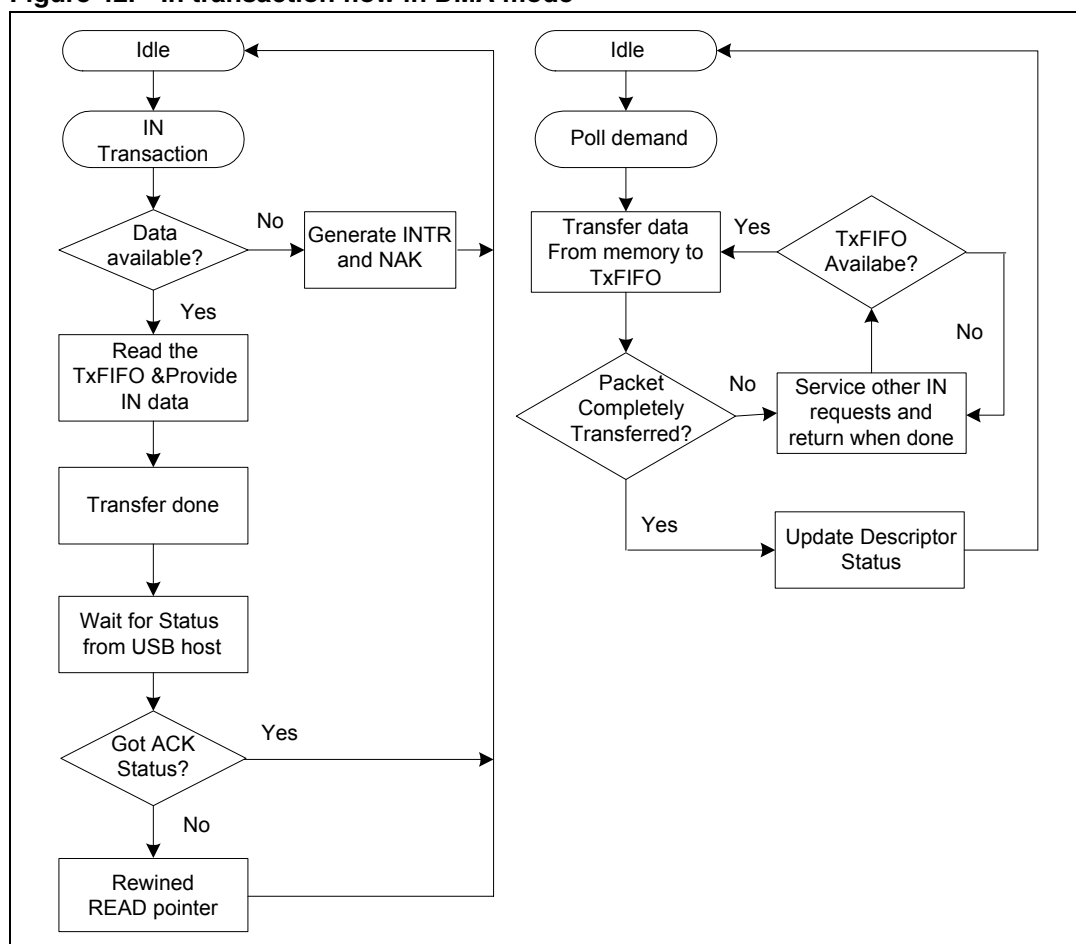 Figure 42. In transaction flow in DMA mode
Idle
IN
Transaction
Data
available?
No
Generate INTR
and NAK
Yes
Read the
TxFIFO &Provide
IN data
Transfer done
Wait for Status
from USB host
Got ACK
Status?
Yes
No
Rewined
READ pointer
Idle
Poll demand
Transfer data
From memory to
TxFIFO
Yes
TxFIFO
Availabe?
No
Packet
Completely
Transferred?
No
Service other IN
requests and
return when done
Yes
Update Descriptor
Status